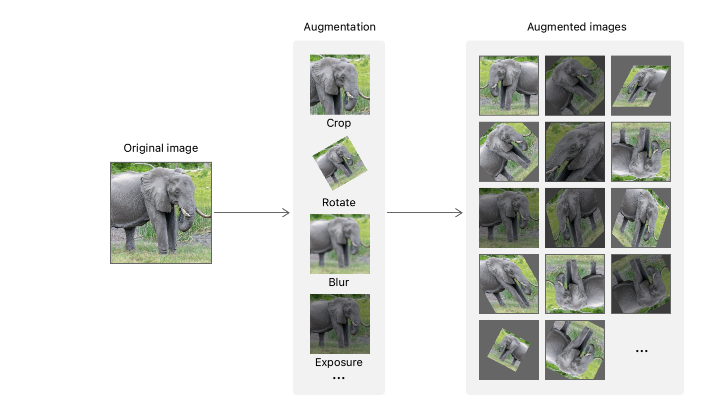 Augmentation
Augmented images
Original image
Crop
Rotate
Blur
Exposure
...
...